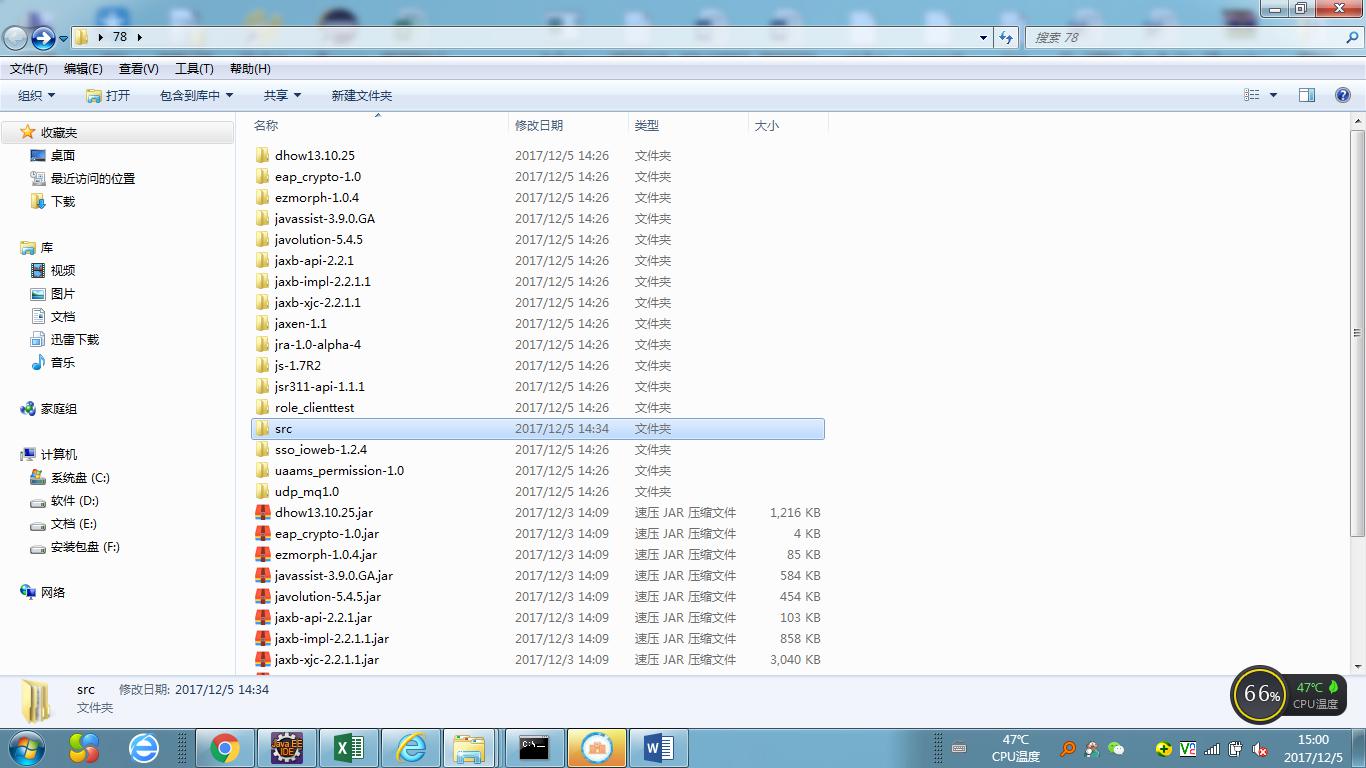 78
搜索 78
文件(F) 编辑(E) 查看(V) 工具(T) 帮助(H)
组织 打开 包含到库中 共享 新建文件夹
收藏夹
桌面
最近访问的位置
下载
库
视频
图片
文档
迅雷下载
音乐
家庭组
计算机
系统盘 (C:)
软件 (D:)
文档 (E:)
安装包盘 (F:)
网络
名称 修改日期 类型 大小
dhow13.10.25 2017/12/5 14:26 文件夹
eap_crypto-1.0 2017/12/5 14:26 文件夹
ezmorph-1.0.4 2017/12/5 14:26 文件夹
javassist-3.9.0.GA 2017/12/5 14:26 文件夹
javolution-5.4.5 2017/12/5 14:26 文件夹
jaxb-api-2.2.1 2017/12/5 14:26 文件夹
jaxb-impl-2.2.1.1 2017/12/5 14:26 文件夹
jaxb-xjc-2.2.1.1 2017/12/5 14:26 文件夹
jaxen-1.1 2017/12/5 14:26 文件夹
jra-1.0-alpha-4 2017/12/5 14:26 文件夹
js-1.7R2 2017/12/5 14:26 文件夹
jsr311-api-1.1.1 2017/12/5 14:26 文件夹
role_clienttest 2017/12/5 14:26 文件夹
src 2017/12/5 14:34 文件夹
sso_ioweb-1.2.4 2017/12/5 14:26 文件夹
uaams_permission-1.0 2017/12/5 14:26 文件夹
udp_mq1.0 2017/12/5 14:26 文件夹
dhow13.10.25.jar 2017/12/3 14:09 速压 JAR 压缩文件 1,216 KB
eap_crypto-1.0.jar 2017/12/3 14:09 速压 JAR 压缩文件 4 KB
ezmorph-1.0.4.jar 2017/12/3 14:09 速压 JAR 压缩文件 85 KB
javassist-3.9.0.GA.jar 2017/12/3 14:09 速压 JAR 压缩文件 584 KB
javolution-5.4.5.jar 2017/12/3 14:09 速压 JAR 压缩文件 454 KB
jaxb-api-2.2.1.jar 2017/12/3 14:09 速压 JAR 压缩文件 103 KB
jaxb-impl-2.2.1.1.jar 2017/12/3 14:09 速压 JAR 压缩文件 858 KB
jaxb-xjc-2.2.1.1.jar 2017/12/3 14:09 速压 JAR 压缩文件 3,040 KB
src 修改日期: 2017/12/5 14:34
文件夹
66%
47℃
CPU温度
Java EE
IDE
C:\_
47℃
CPU温度
15:00
2017/12/5